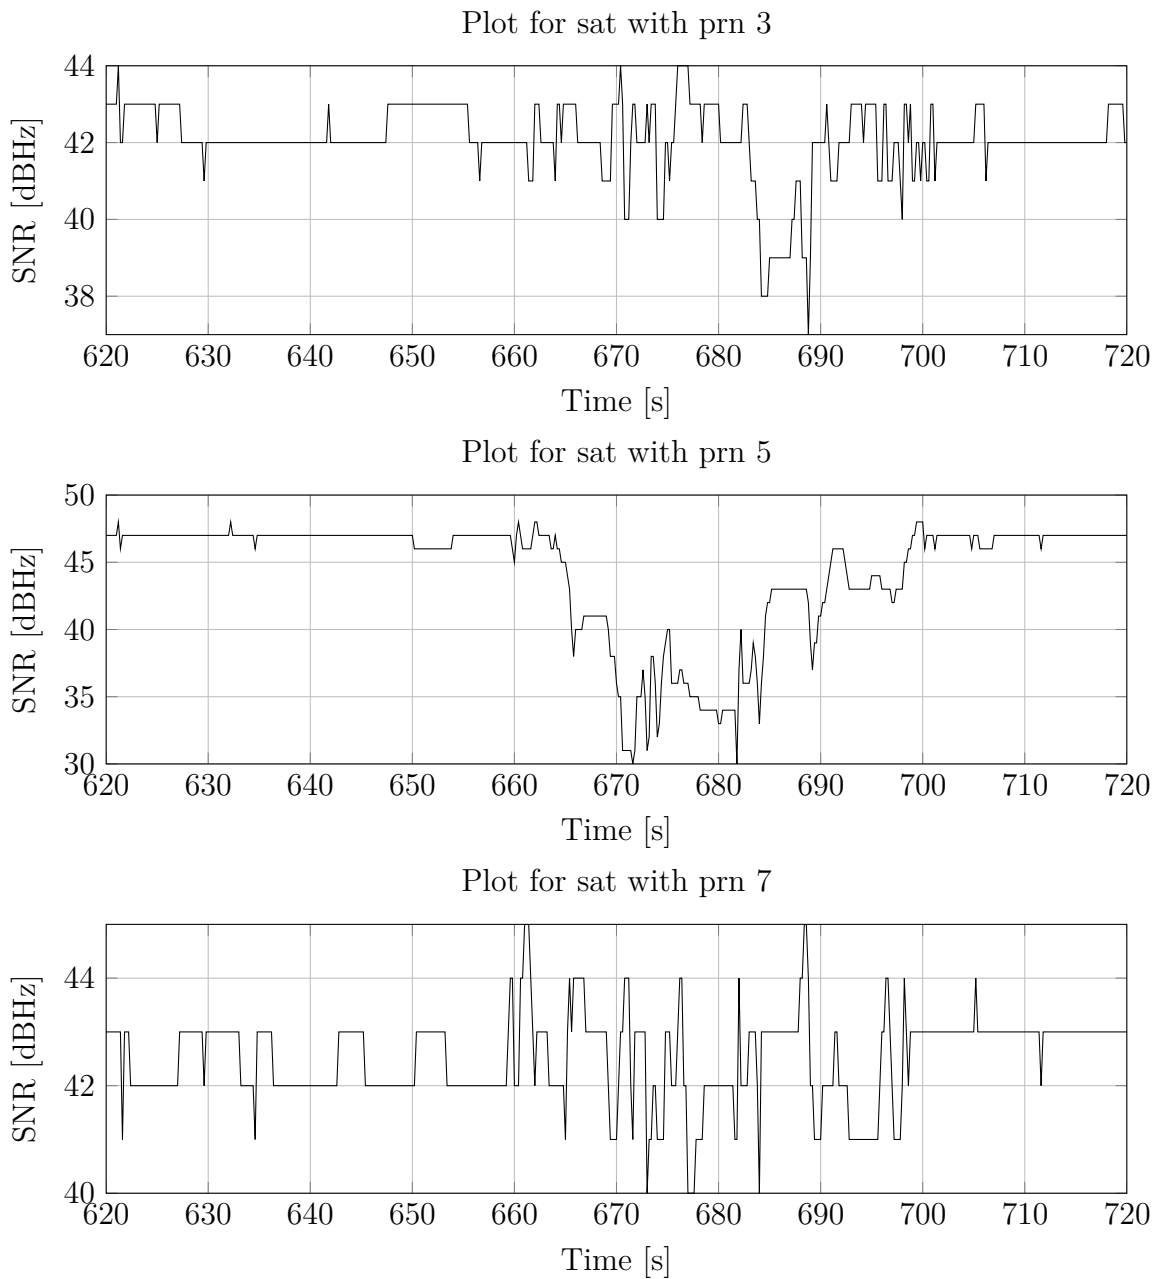 Plot for sat with prn 3
44
42
40
38
SNR [dBHz]
620 630 640 650 660 670 680 690 700 710 720
Time [s]
Plot for sat with prn 5
50
45
40
35
30
SNR [dBHz]
620 630 640 650 660 670 680 690 700 710 720
Time [s]
Plot for sat with prn 7
44
42
40
SNR [dBHz]
620 630 640 650 660 670 680 690 700 710 720
Time [s]